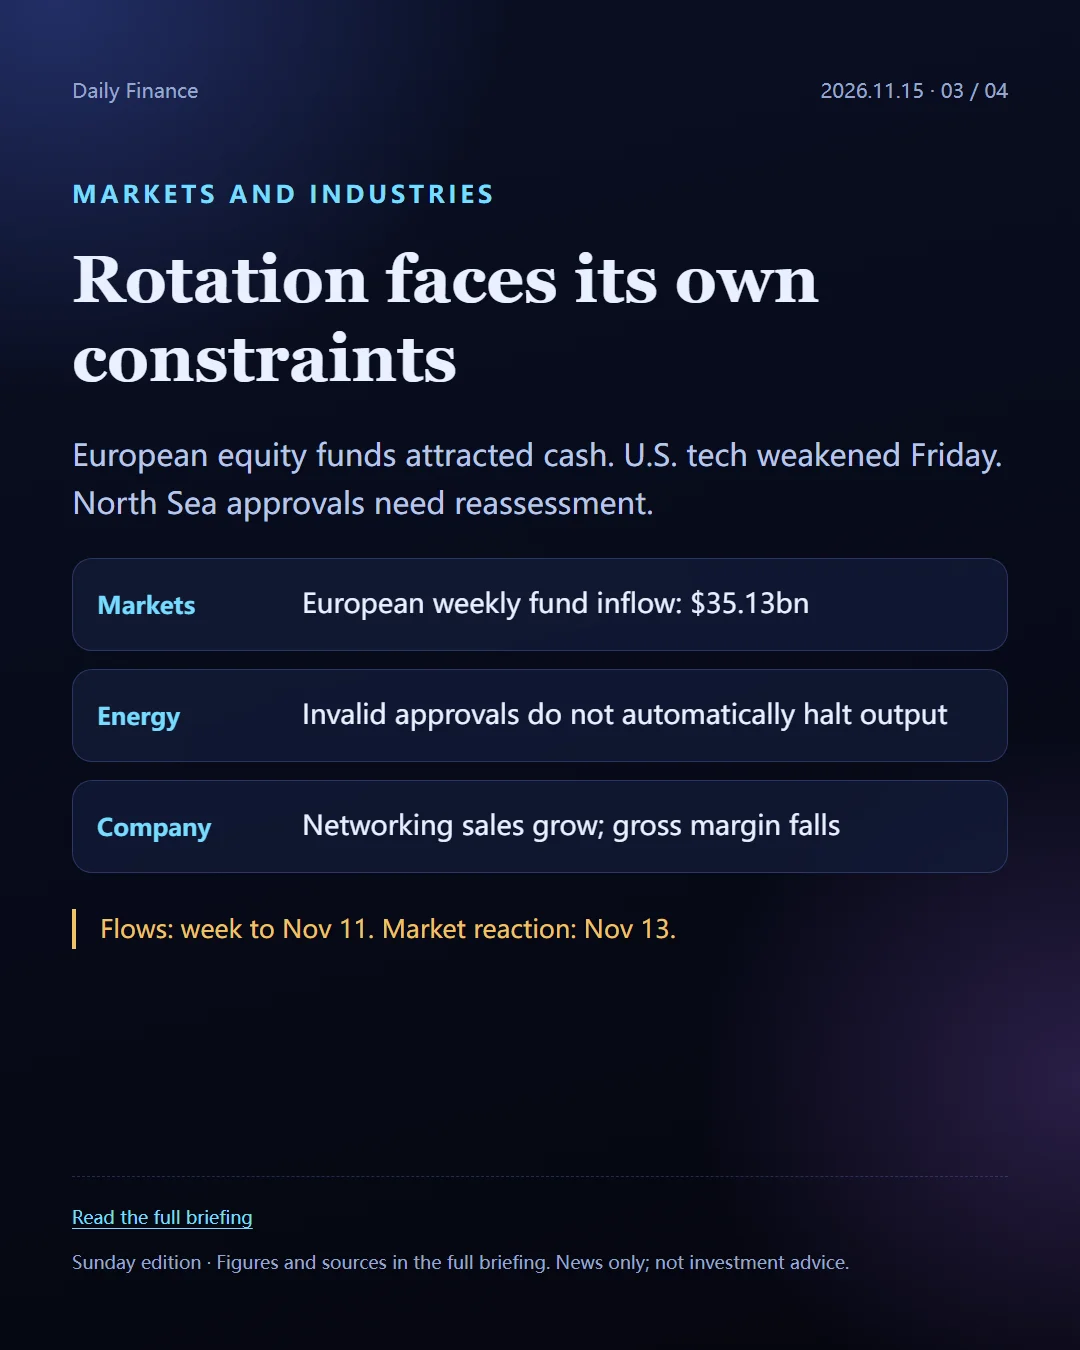 Daily Finance
2026.11.15 · 03 / 04
MARKETS AND INDUSTRIES
Rotation faces its own
constraints
European equity funds attracted cash. U.S. tech weakened Friday.
North Sea approvals need reassessment.
Markets
European weekly fund inflow: $35.13bn
Energy
Invalid approvals do not automatically halt output
Company
Networking sales grow; gross margin falls
Flows: week to Nov 11. Market reaction: Nov 13.
Read the full briefing
Sunday edition · Figures and sources in the full briefing. News only; not investment advice.